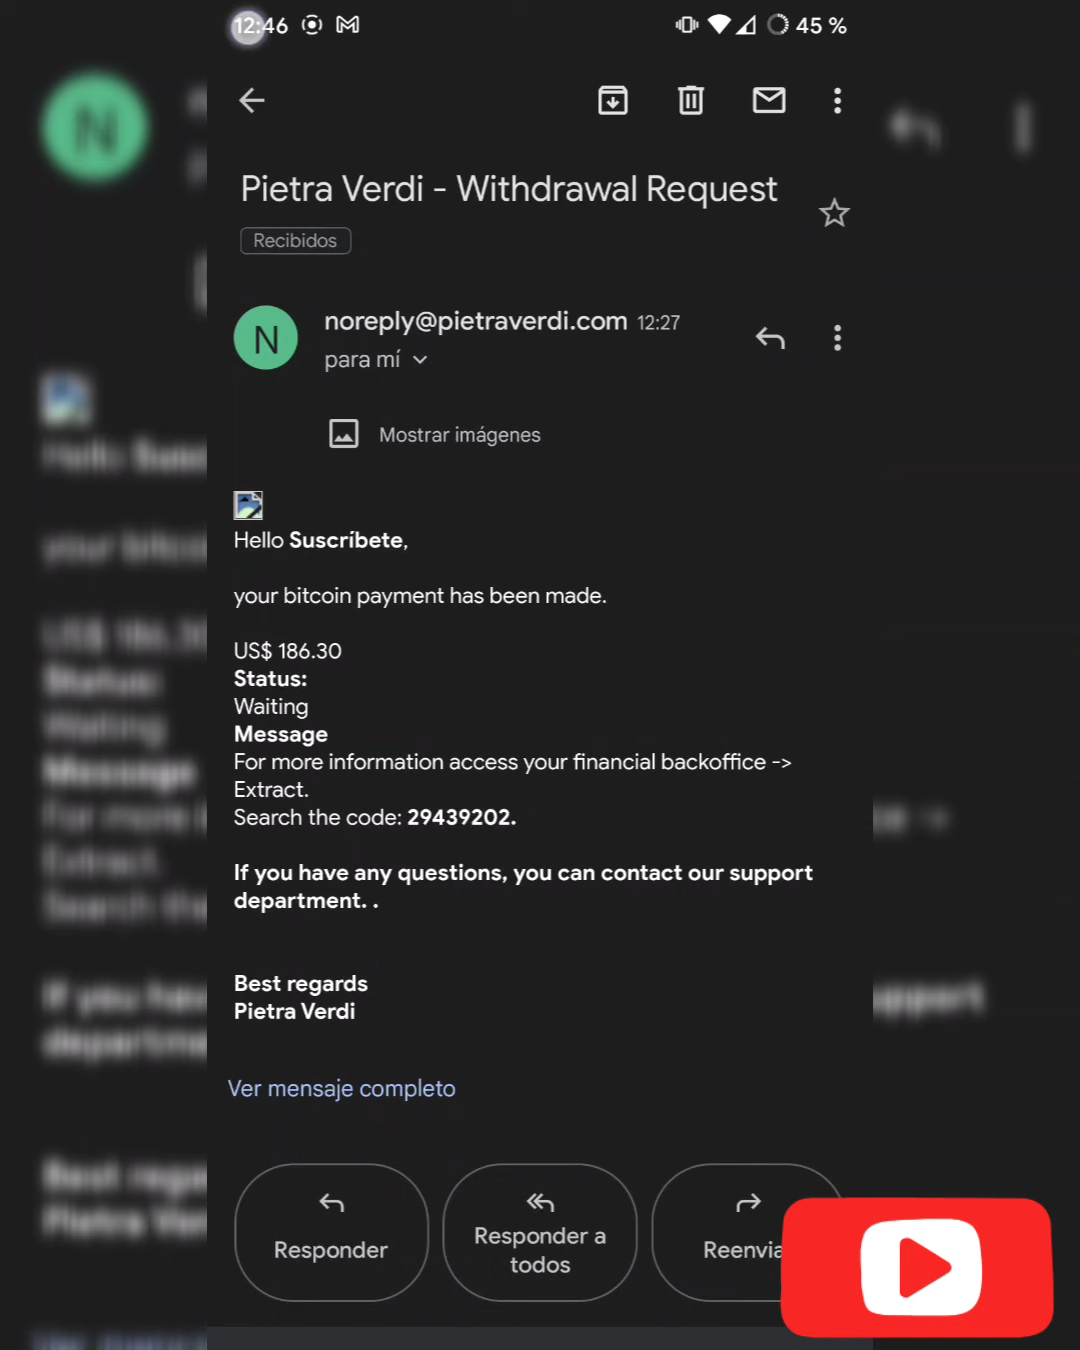 12:46 45 %
Pietra Verdi - Withdrawal Request
Recibidos
N
noreply@pietraverdi.com 12:27
para mí
Mostrar imágenes
Hello Suscríbete,
your bitcoin payment has been made.
US$ 186.30
Status:
Waiting
Message
For more information access your financial backoffice ->
Extract.
Search the code: 29439202.
If you have any questions, you can contact our support
department. .
Best regards
Pietra Verdi
Ver mensaje completo
Responder
Responder a
todos
Reenvia